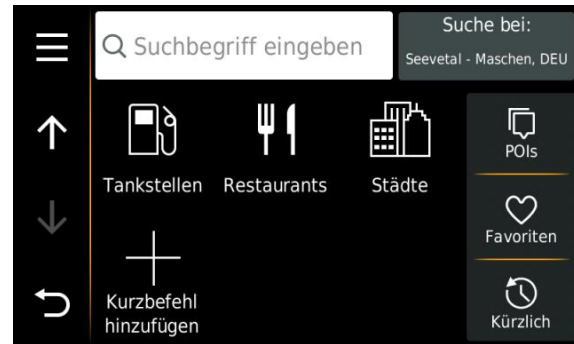 Suchbegriff eingeben
Suche bei:
Seevetal - Maschen, DEU
Tankstellen
Restaurants
Städte
POIs
Favoriten
Kurzbefehl
hinzufügen
Kürzlich